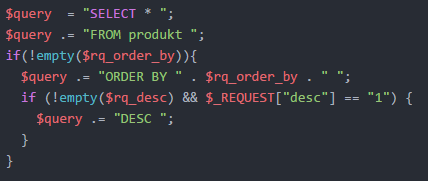 $query  = "SELECT * ";
$query .= "FROM produkt ";
if(!empty($rq_order_by)){
  $query .= "ORDER BY " . $rq_order_by . " ";
  if (!empty($rq_desc) && $_REQUEST["desc"] == "1") {
    $query .= "DESC ";
  }
}